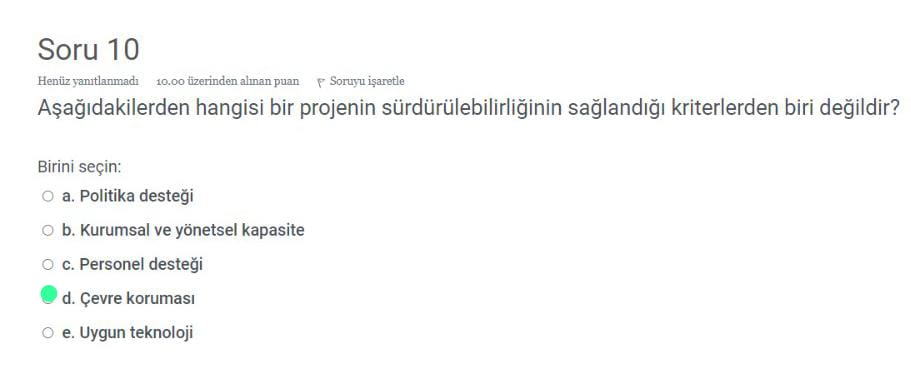 Soru 10
Henüz yanıtlanmadı 10.00 üzerinden alınan puan Soruyu işaretle
Aşağıdakilerden hangisi bir projenin sürdürülebilirliğinin sağlandığı kriterlerden biri değildir?
Birini seçin:
a. Politika desteği
b. Kurumsal ve yönetsel kapasite
c. Personel desteği
d. Çevre koruması
e. Uygun teknoloji